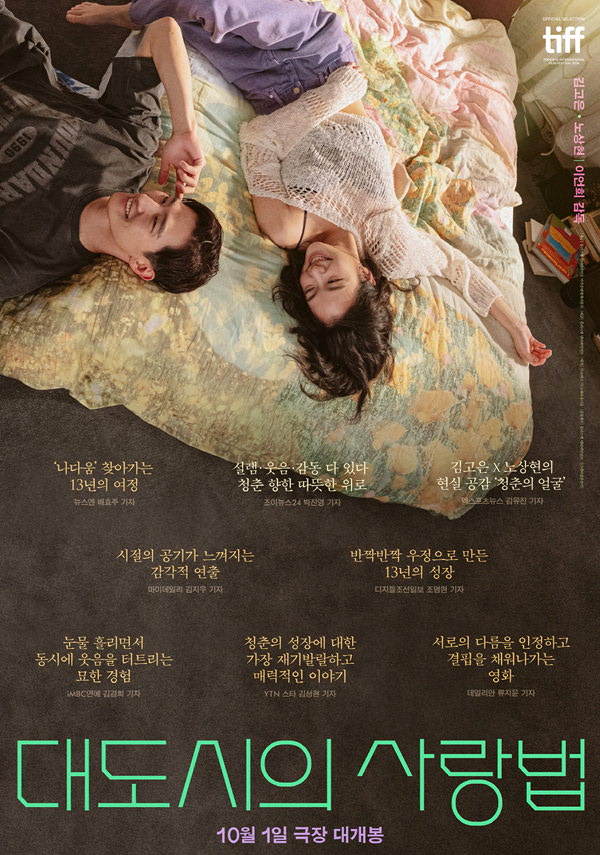 OFFICIAL SELECTION
tiff
TORONTO INTERNATIONAL
FILM FESTIVAL 2024
김고은 · 노상현 | 이언희 감독
'나다움' 찾아가는
13년의 여정
뉴스엔 배효주 기자
설렘·웃음·감동 다 있다
청춘 향한 따뜻한 위로
조이뉴스24 박진영 기자
김고은 X 노상현의
현실 공감 '청춘의 얼굴'
엑스포츠뉴스 김유진 기자
시절의 공기가 느껴지는
감각적 연출
마이데일리 김지우 기자
반짝반짝 우정으로 만든
13년의 성장
디지틀조선일보 조명현 기자
눈물 흘리면서
동시에 웃음을 터트리는
묘한 경험
iMBC연예 김경희 기자
청춘의 성장에 대한
가장 재기발랄하고
매력적인 이야기
YTN 스타 김성현 기자
서로의 다름을 인정하고
결핍을 채워나가는
영화
데일리안 류지윤 기자
대도시의 사랑법
10월 1일 극장 대개봉